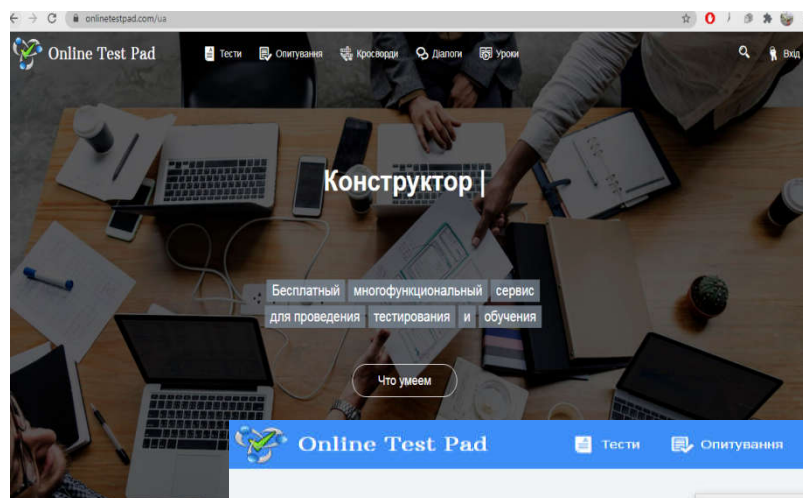 onlinetestpad.com/ua
Online Test Pad Тести Опитування Кросворди Діалоги Уроки Вхід
Конструктор |
Бесплатный многофункциональный сервис
для проведения тестирования и обучения
Что умеем
Online Test Pad Тести Опитування